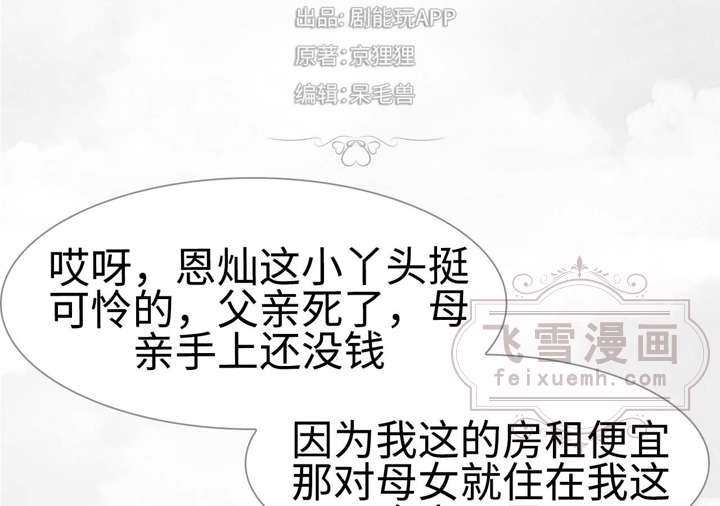 出品：剧能玩APP
原著：京狸狸
编辑：呆毛兽
哎呀，恩灿这小丫头挺
可怜的，父亲死了，母
亲手上还没钱
飞雪漫画
feixuemh.com
因为我这的房租便宜
那对母女就住在我这